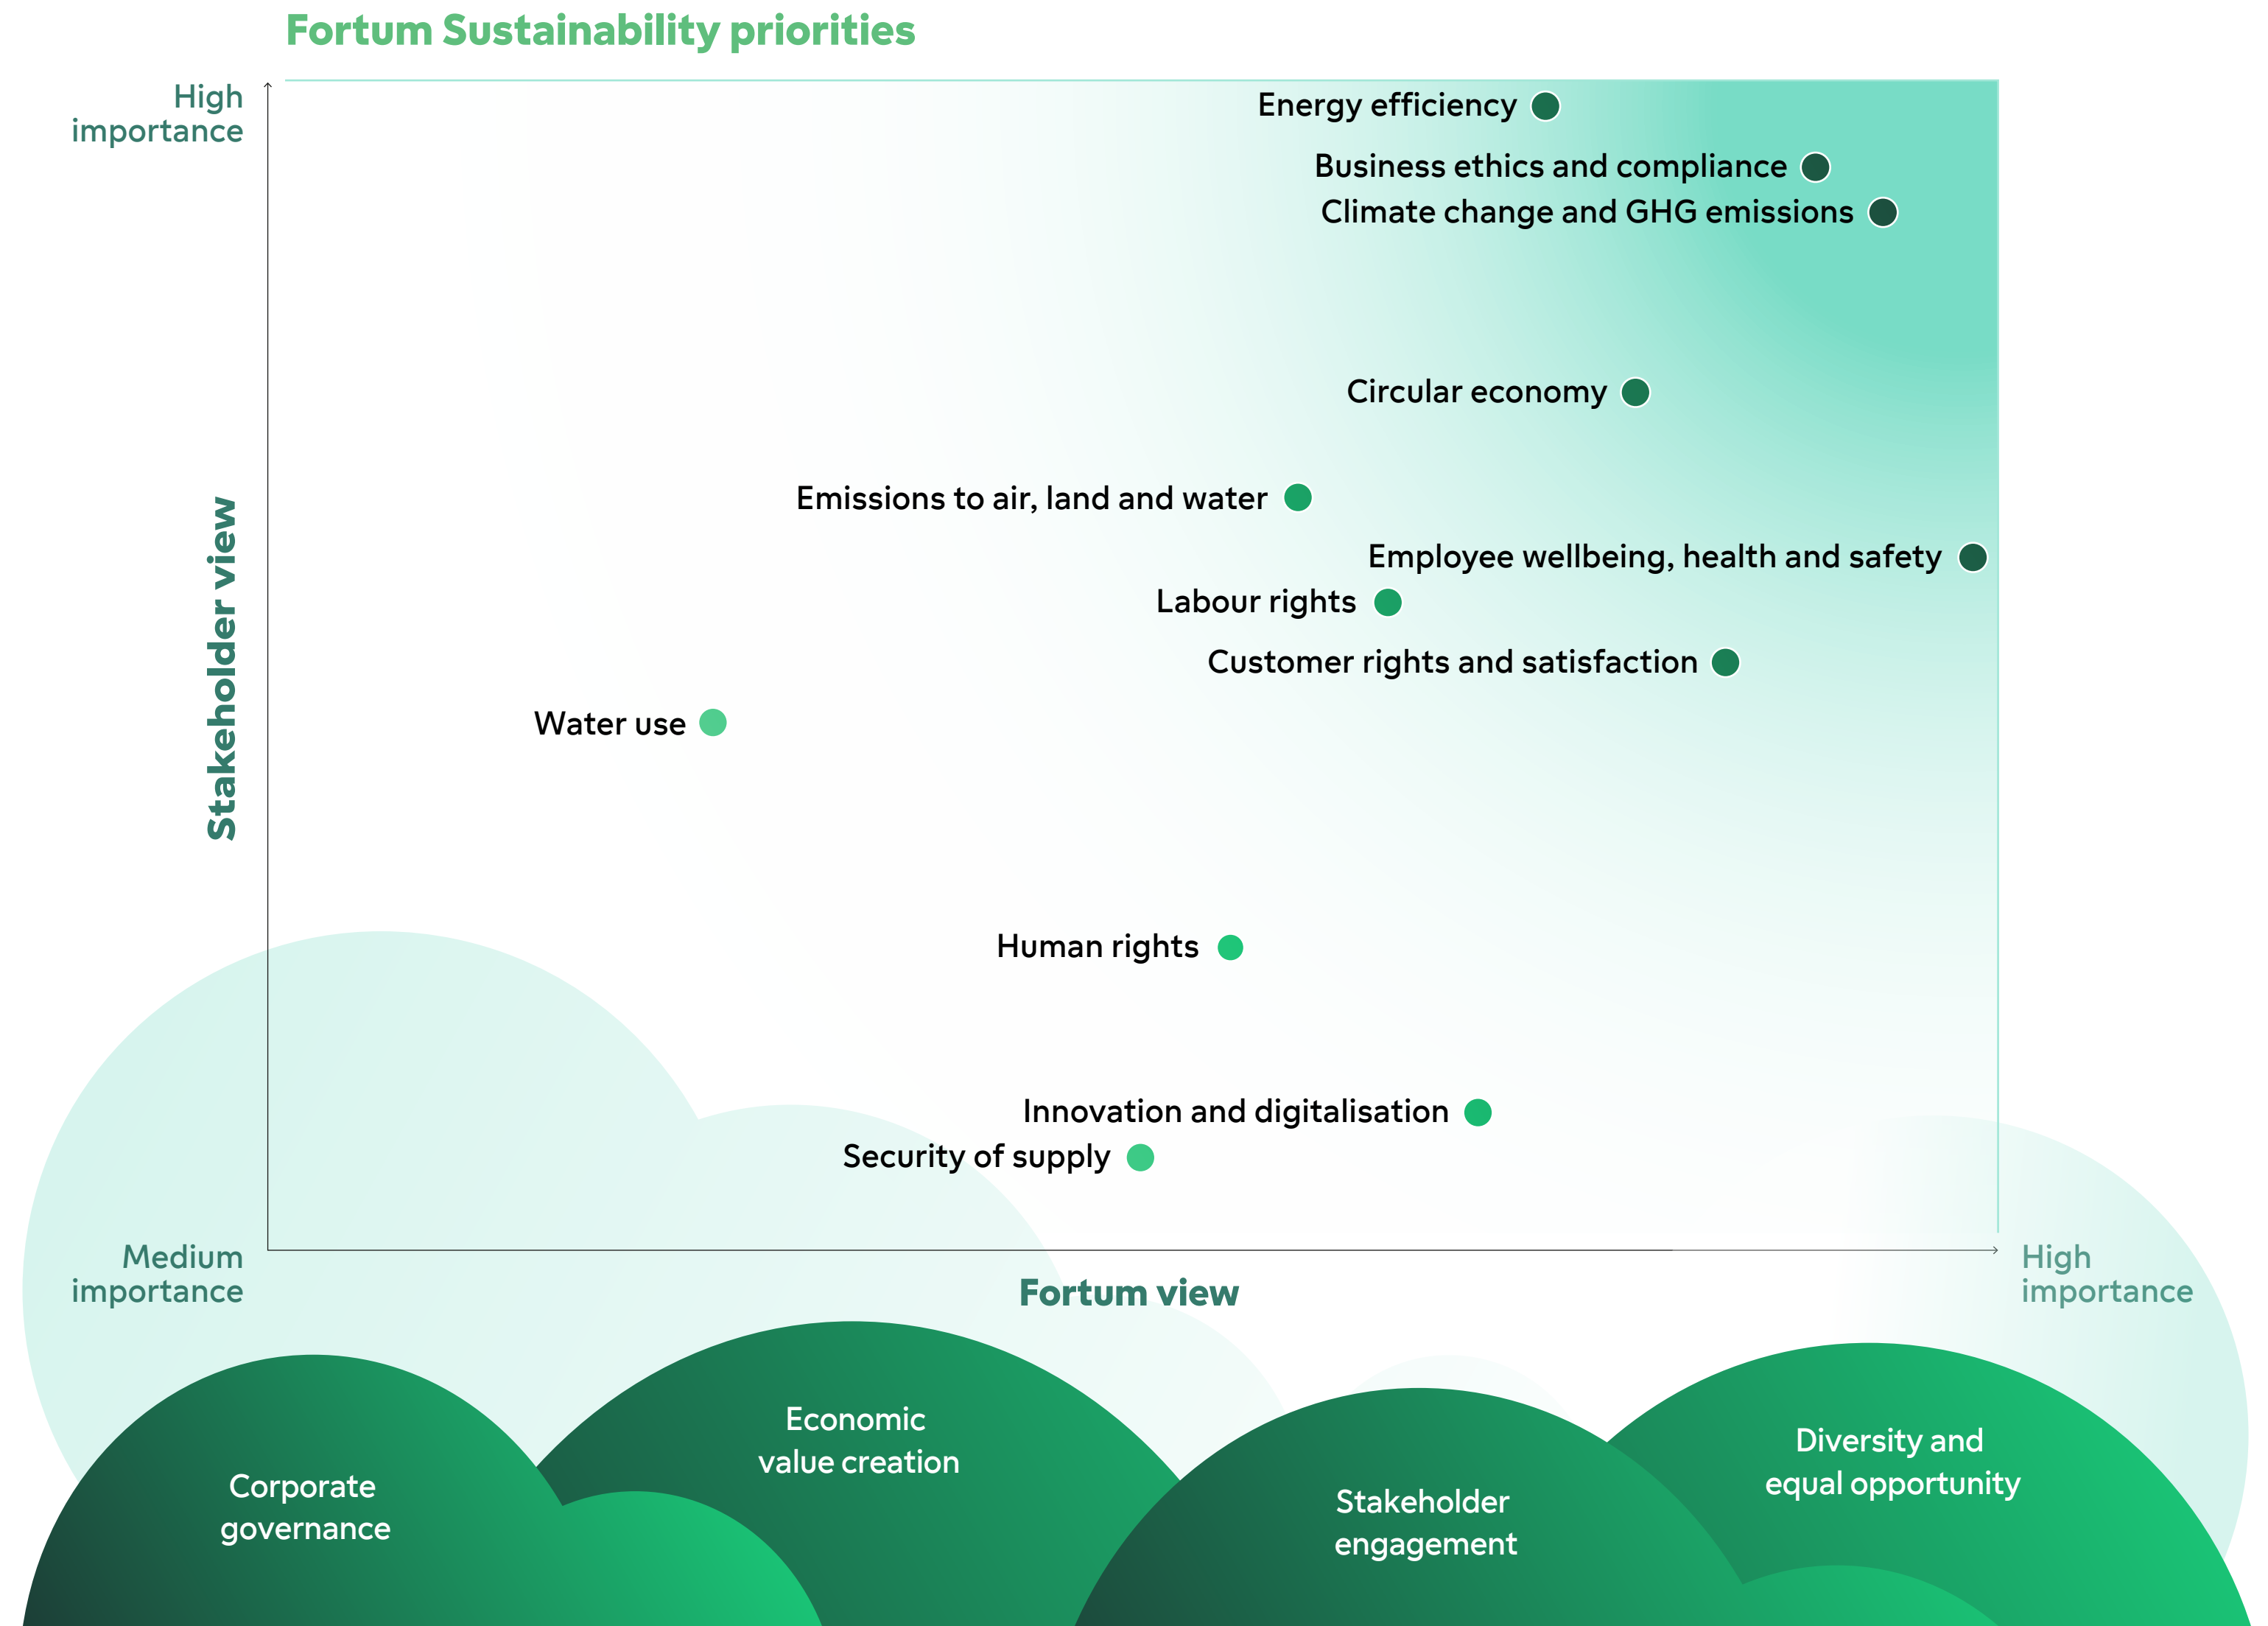 Fortum Sustainability priorities
High
importance
Energy efficiency
Business ethics and compliance
Climate change and GHG emissions
Circular economy
Emissions to air, land and water
Employee wellbeing, health and safety
Labour rights
Customer rights and satisfaction
Stakeholder view
Water use
Human rights
Innovation and digitalisation
Security of supply
Medium
importance
Fortum view
High
importance
Corporate
governance
Economic
value creation
Stakeholder
engagement
Diversity and
equal opportunity